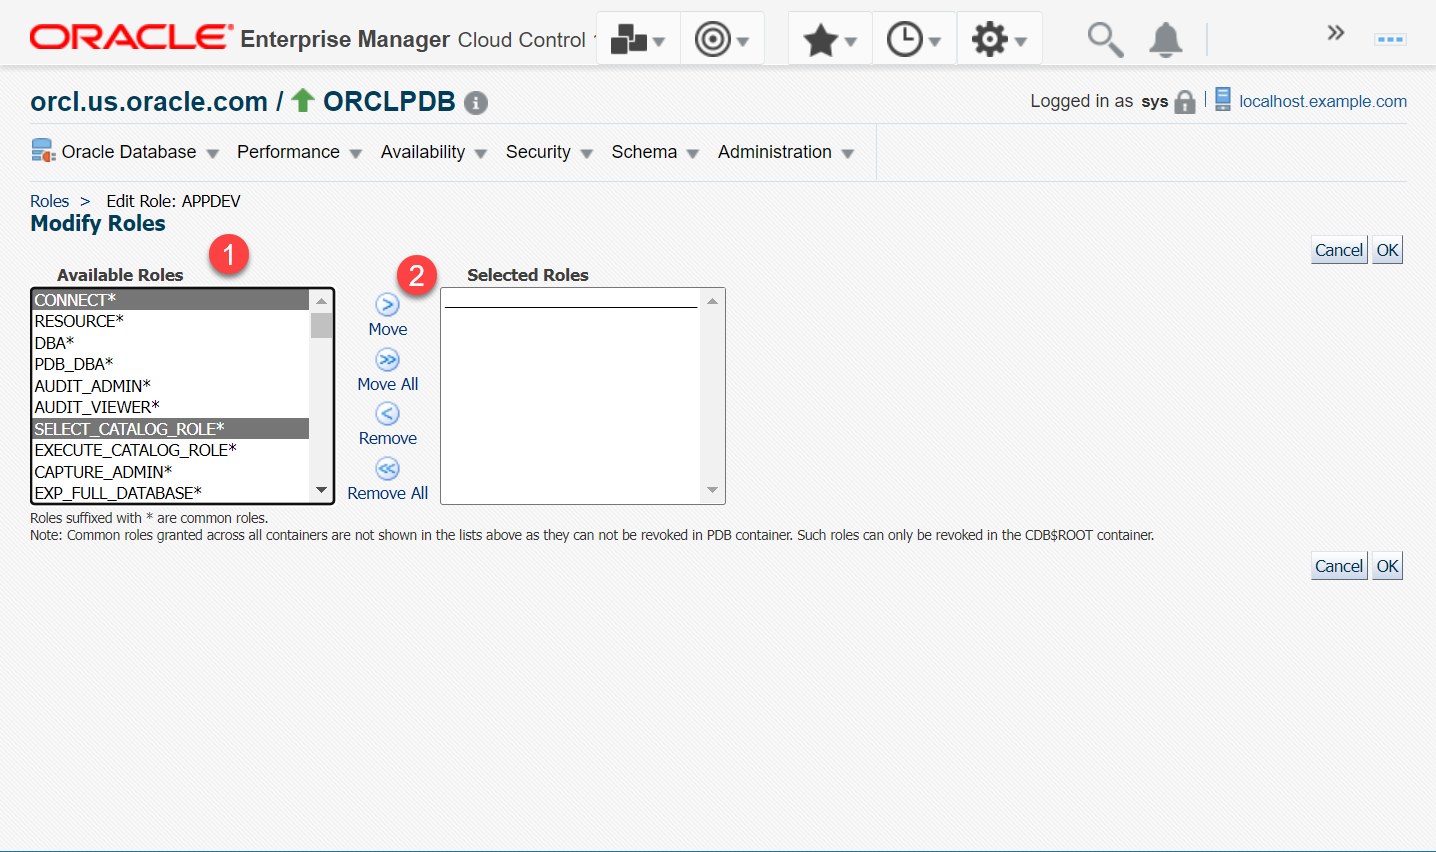 ORACLE Enterprise Manager Cloud Control
orcl.us.oracle.com / ORCLPDB
Logged in as sys localhost.example.com
Oracle Database Performance Availability Security Schema Administration
Roles > Edit Role: APPDEV
Modify Roles
Cancel OK
1
2
Available Roles
CONNECT*
RESOURCE*
DBA*
PDB_DBA*
AUDIT_ADMIN*
AUDIT_VIEWER*
SELECT_CATALOG_ROLE*
EXECUTE_CATALOG_ROLE*
CAPTURE_ADMIN*
EXP_FULL_DATABASE*
Move
Move All
Remove
Remove All
Selected Roles
Roles suffixed with * are common roles.
Note: Common roles granted across all containers are not shown in the lists above as they can not be revoked in PDB container. Such roles can only be revoked in the CDB$ROOT container.
Cancel OK